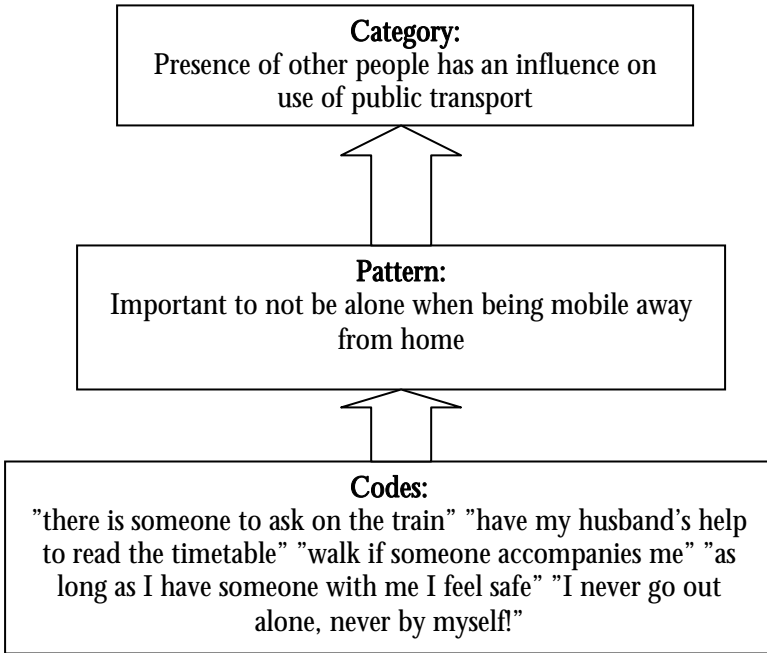 Category:
Presence of other people has an influence on
use of public transport
Pattern:
Important to not be alone when being mobile away
from home
Codes:
”there is someone to ask on the train” ”have my husband’s help
to read the timetable” ”walk if someone accompanies me” ”as
long as I have someone with me I feel safe” ”I never go out
alone, never by myself!”